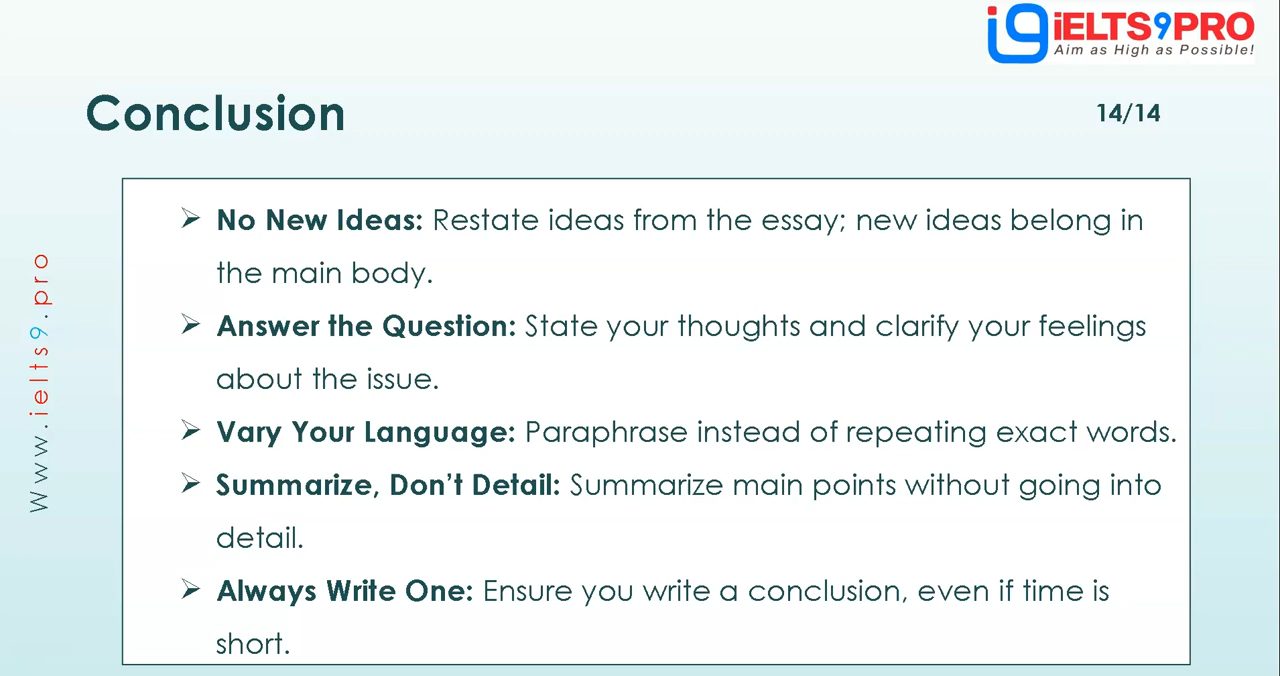 iELTS9PRO
Aim as High as Possible!
Conclusion
14/14
➢ No New Ideas: Restate ideas from the essay; new ideas belong in
the main body.
➢ Answer the Question: State your thoughts and clarify your feelings
about the issue.
➢ Vary Your Language: Paraphrase instead of repeating exact words.
➢ Summarize, Don't Detail: Summarize main points without going into
detail.
➢ Always Write One: Ensure you write a conclusion, even if time is
short.
Www.ielts9.pro